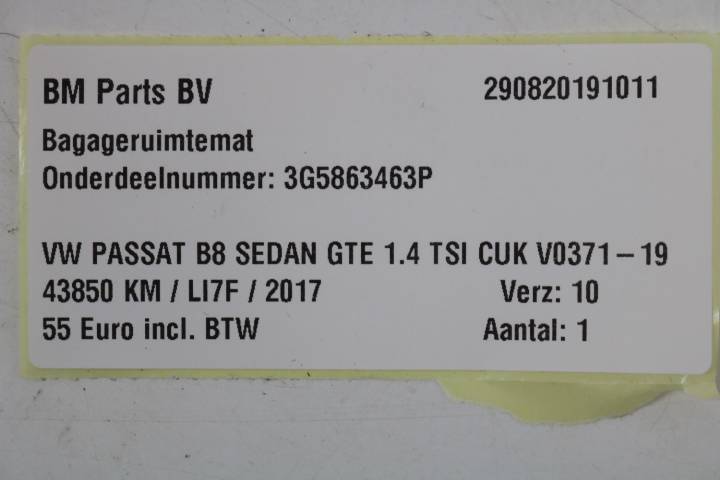 BM Parts BV 290820191011
Bagageruimtemat
Onderdeelnummer: 3G5863463P
VW PASSAT B8 SEDAN GTE 1.4 TSI CUK V0371-19
43850 KM / LI7F / 2017 Verz: 10
55 Euro incl. BTW Aantal: 1